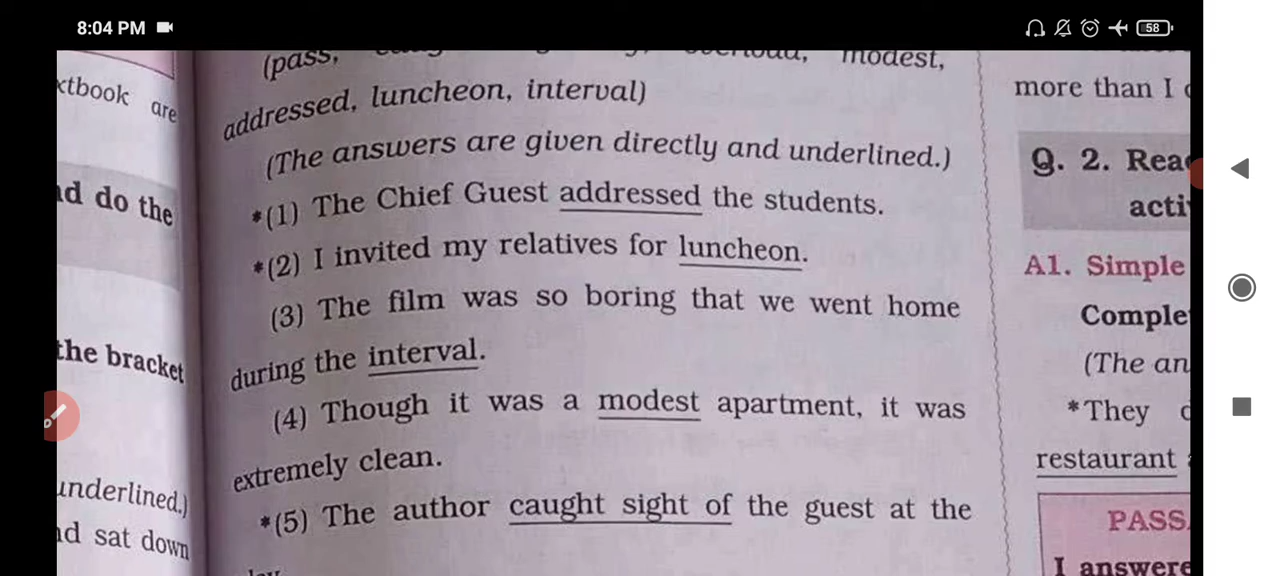 8:04 PM
58
(pass, modest,
addressed, luncheon, interval)
(The answers are given directly and underlined.)
*(1) The Chief Guest addressed the students.
*(2) I invited my relatives for luncheon.
(3) The film was so boring that we went home
during the interval.
(4) Though it was a modest apartment, it was
extremely clean.
*(5) The author caught sight of the guest at the
xtbook are
nd do the
the bracket
underlined.)
nd sat down
more than I
Q. 2. Rea
acti
A1. Simple
Comple
(The an
*They
restaurant
PASS
I answere